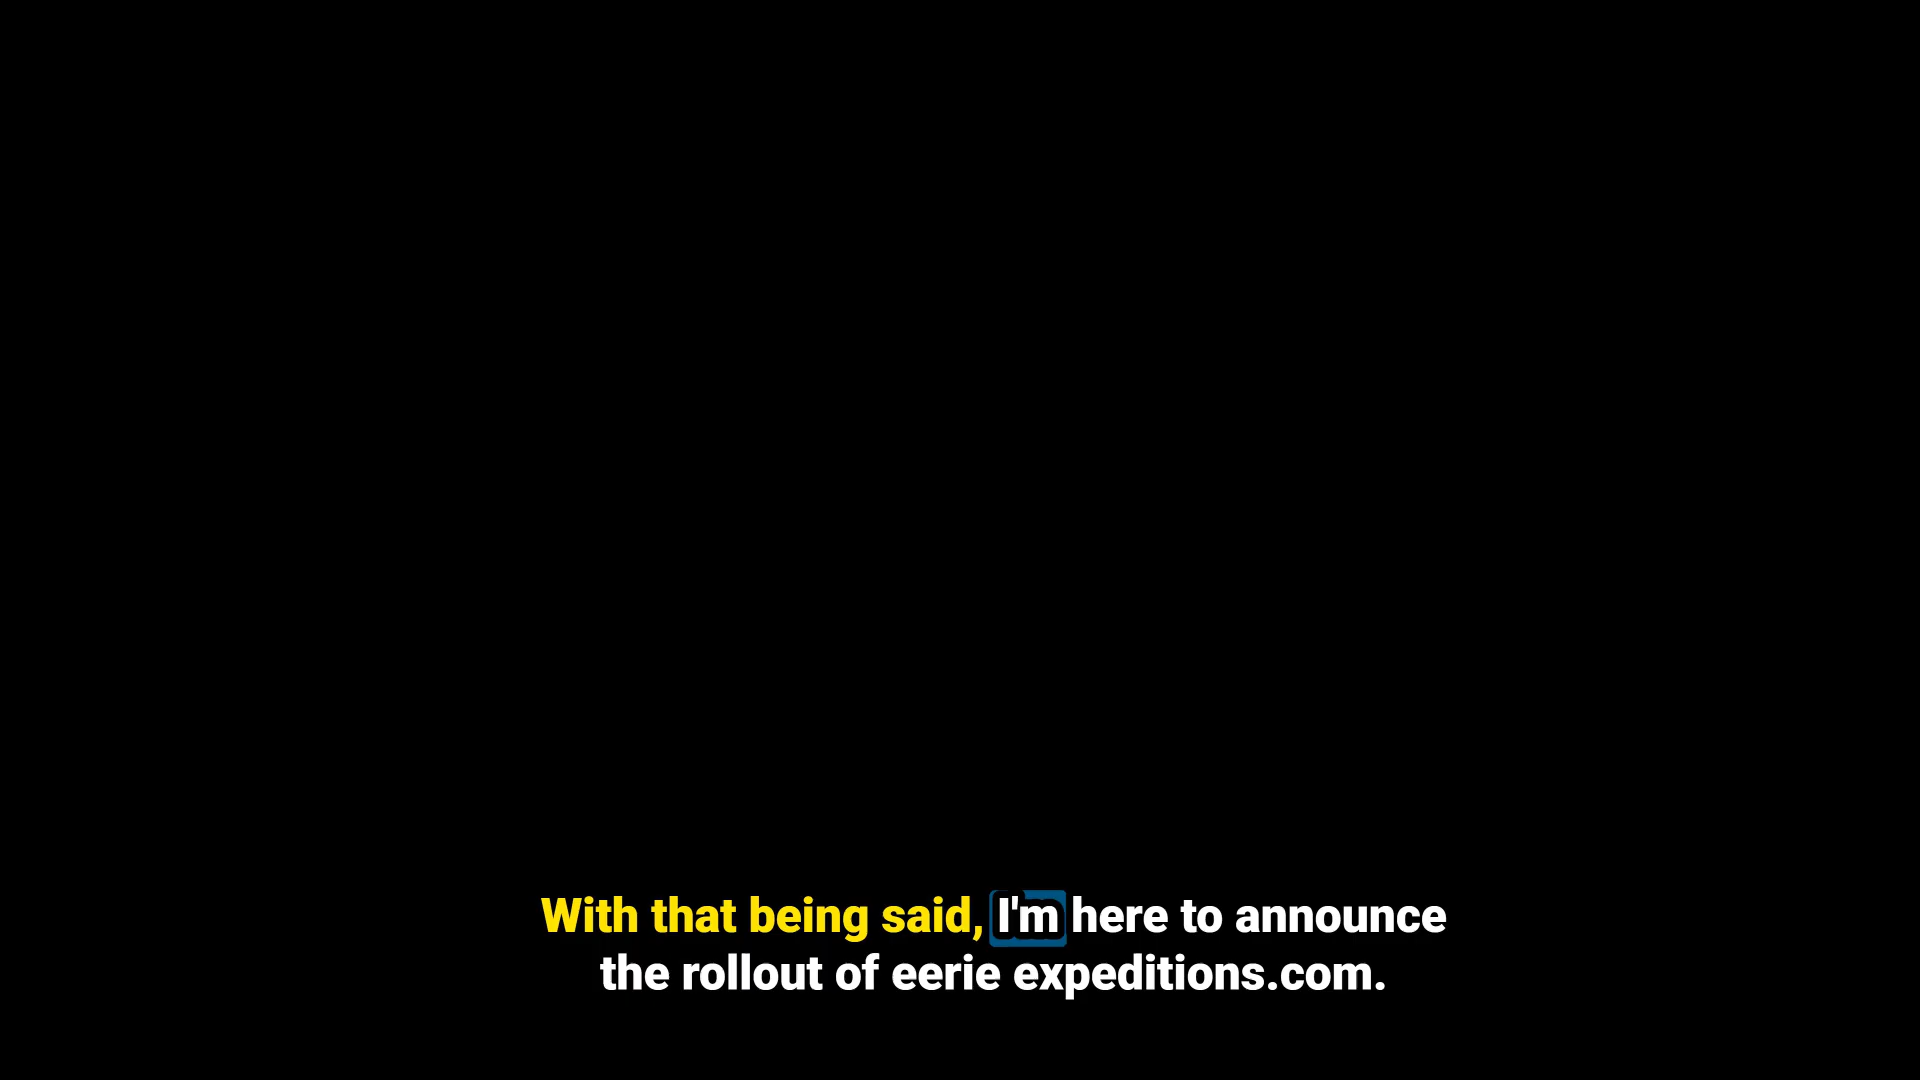 With that being said, I'm here to announce
the rollout of eerie expeditions.com.